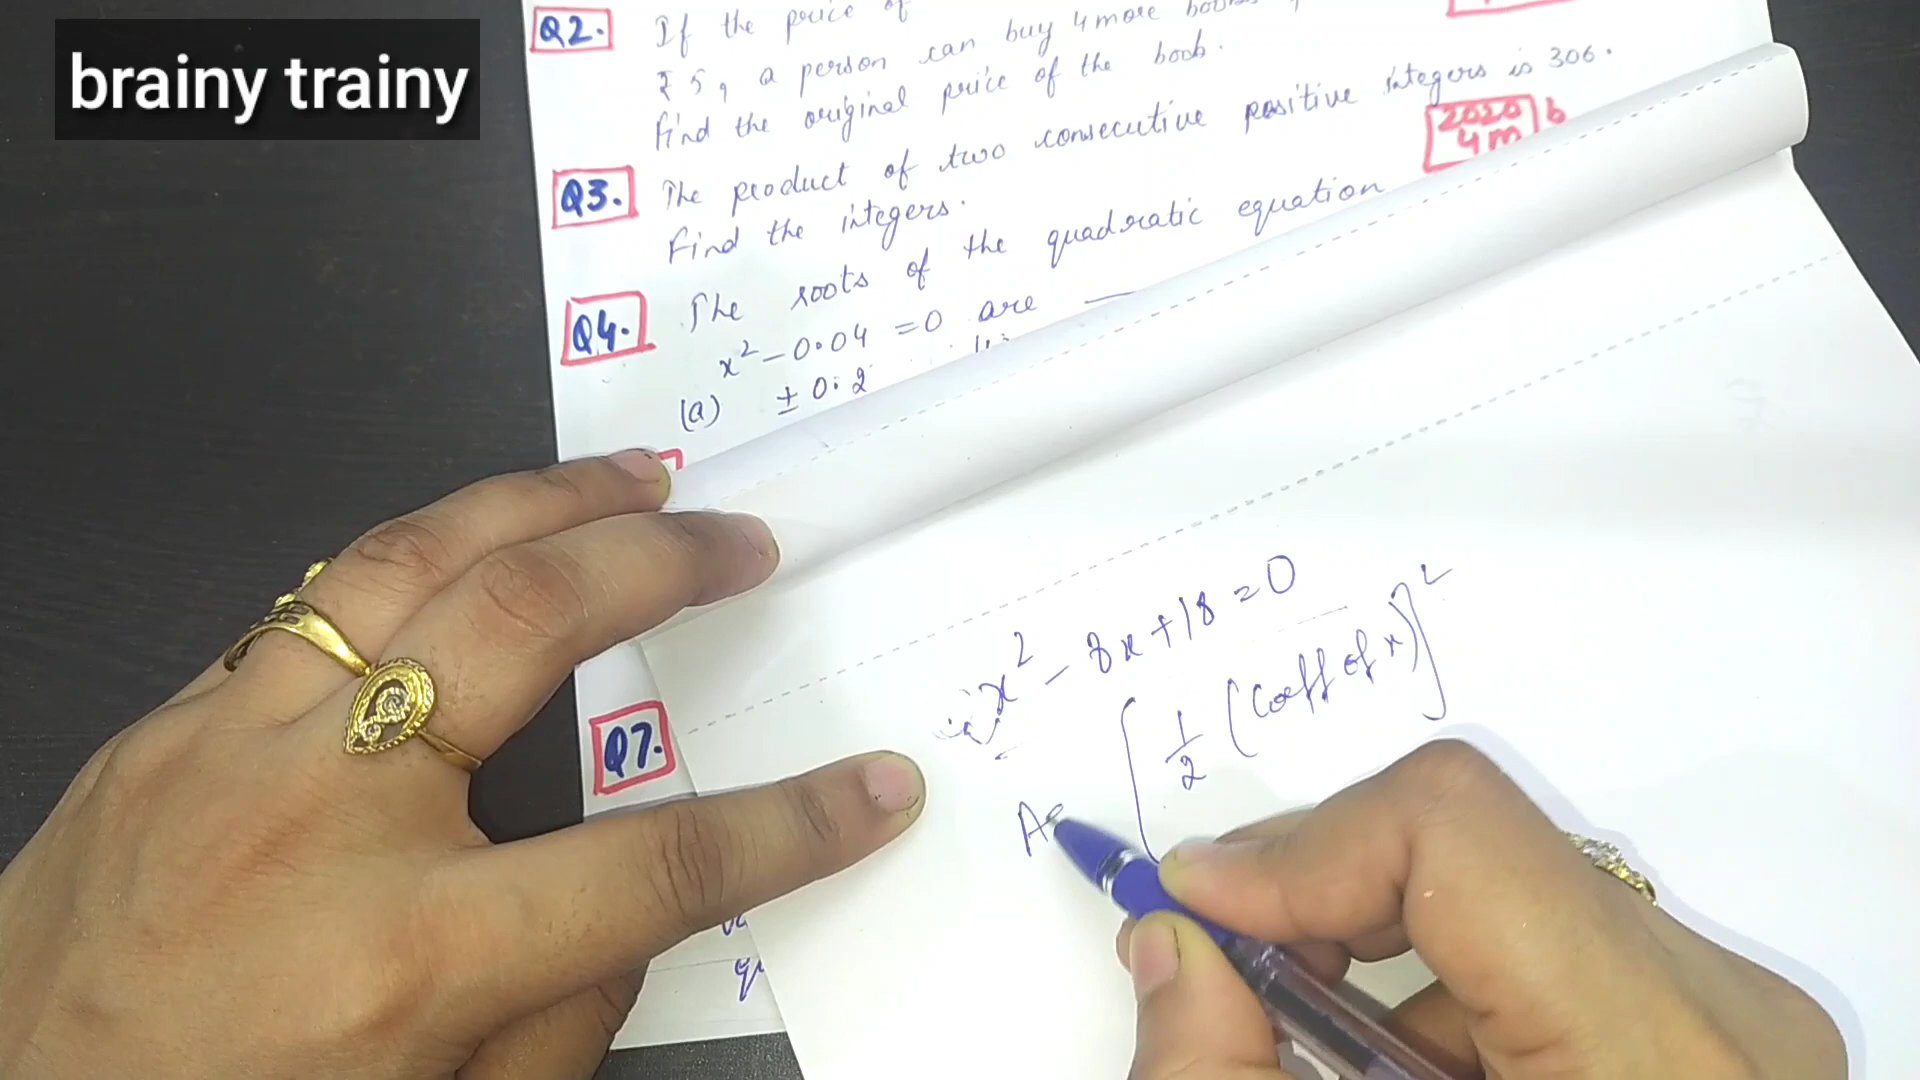 brainy trainy
Q2. If the price of
₹ 5, a person can buy 4 more
find the original price of the book.
Q3. The product of two consecutive positive integers is 306.
Find the integers.
2020
4m
Q4. The roots of the quadratic equation
x² - 0.04 = 0 are
(a) ± 0.2
x² - 8x + 18 = 0
[ 1/2 (Coeff of x) ]²
Q7.